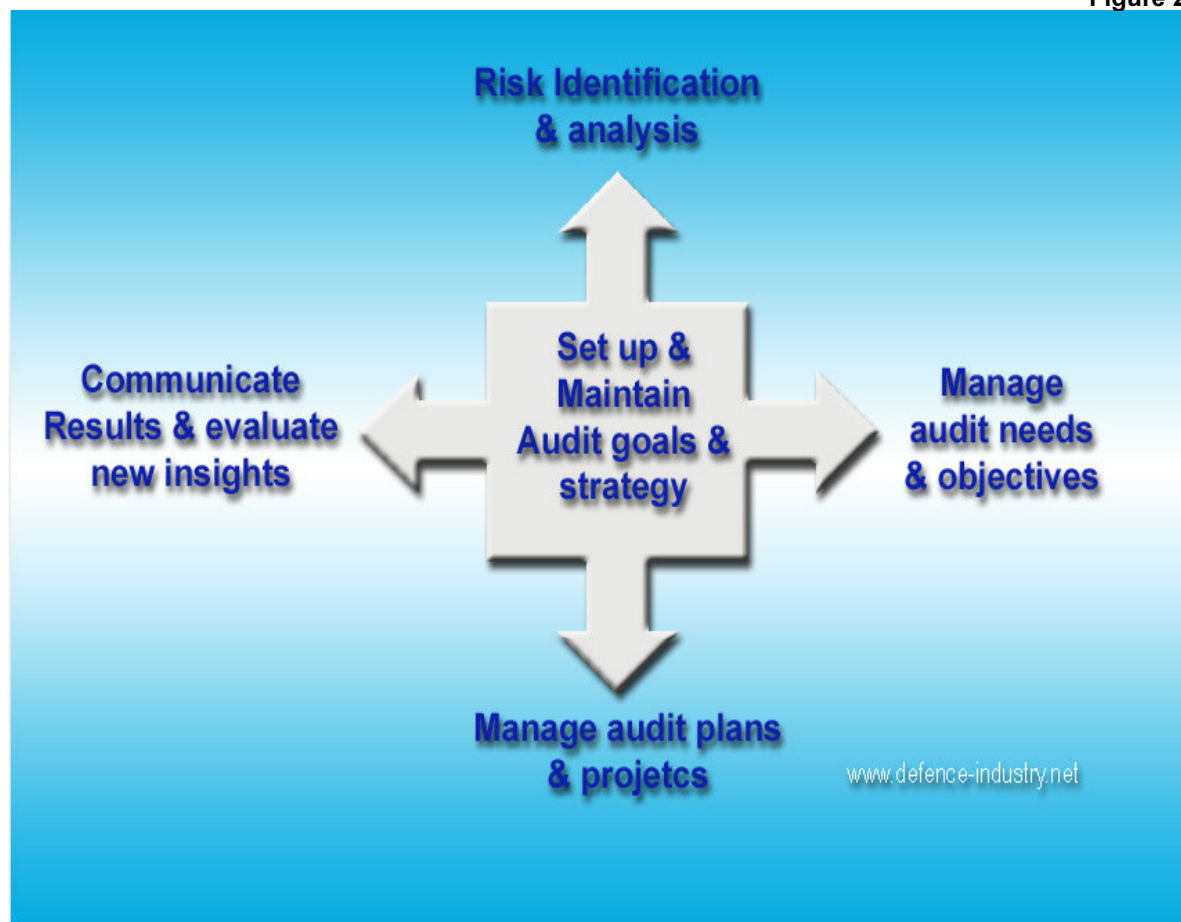 Figure 2
Risk Identification
& analysis
Set up &
Maintain
Audit goals &
strategy
Communicate
Results & evaluate
new insights
Manage
audit needs
& objectives
Manage audit plans
& projetcs
www.defence-industry.net